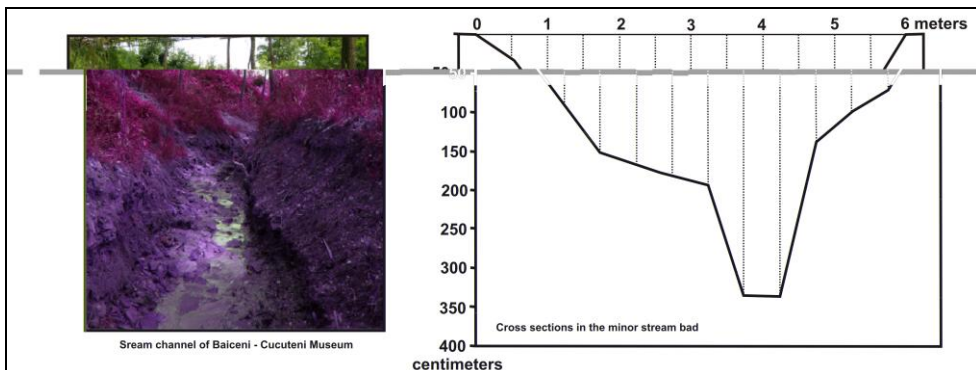 0 1 2 3 4 5 6 meters
50
100
150
200
250
300
350
400
centimeters
Cross sections in the minor stream bad
Sream channel of Baiceni - Cucuteni Museum